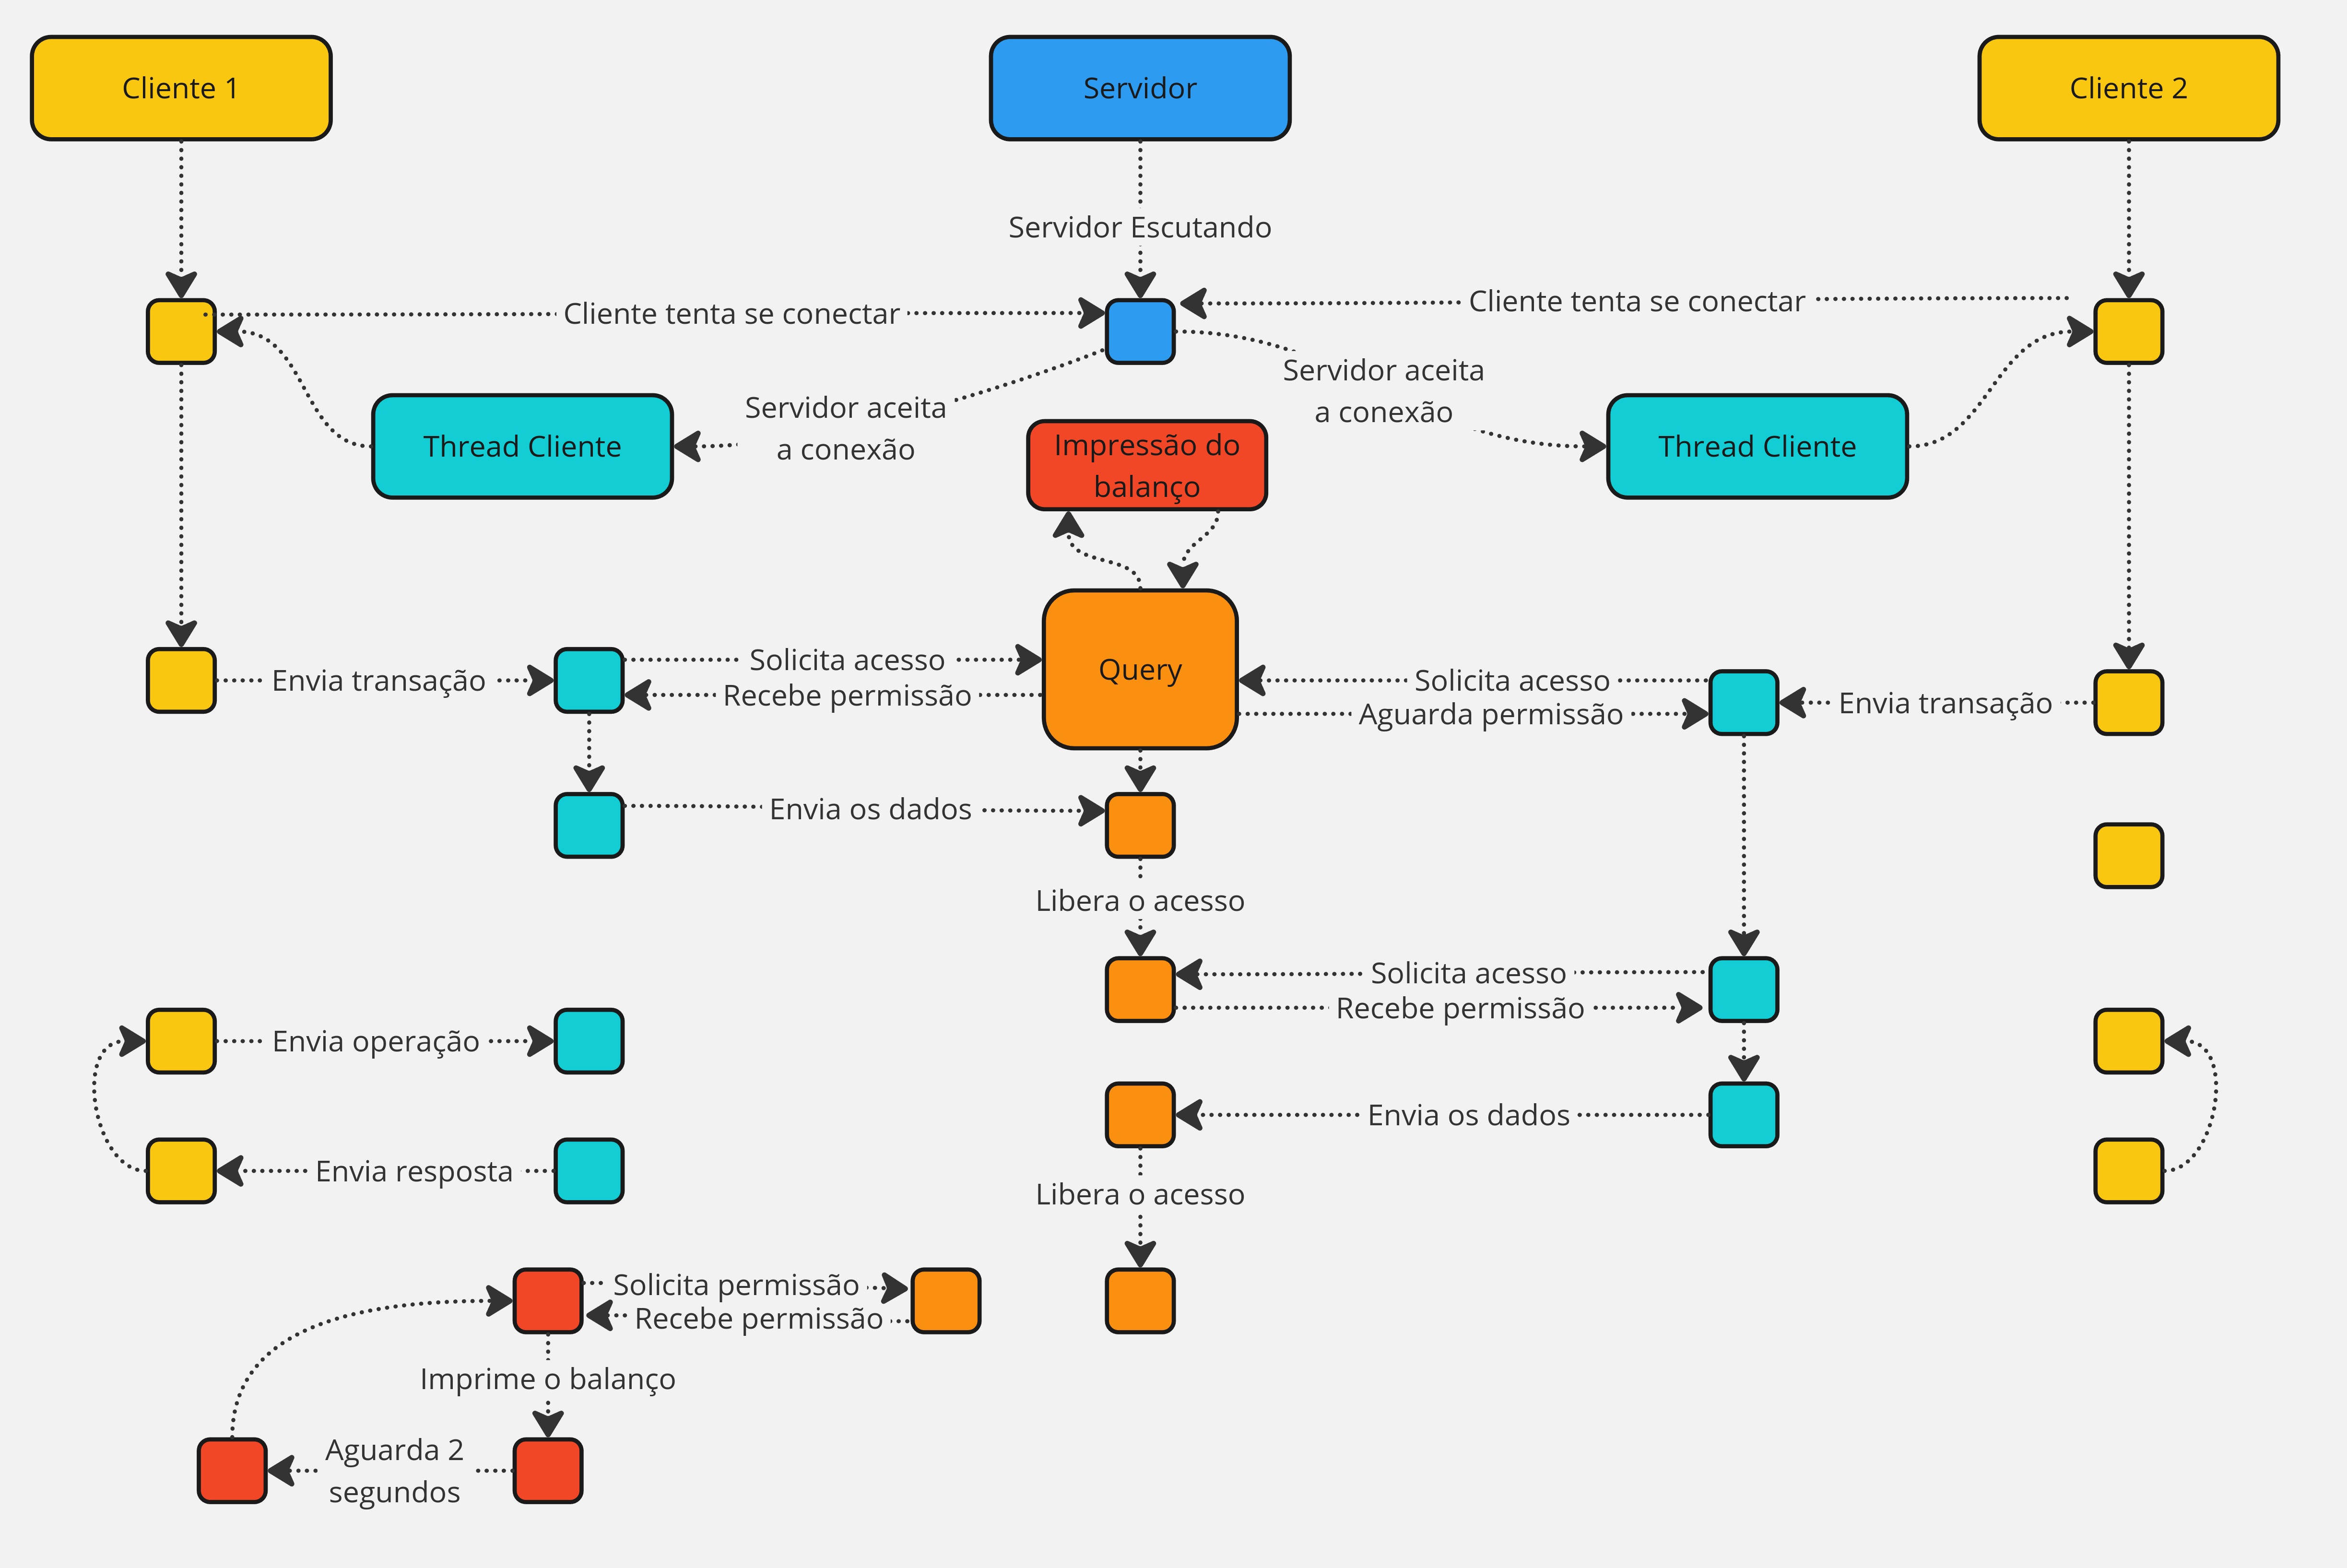 Cliente 1
Servidor
Cliente 2
Servidor Escutando
Cliente tenta se conectar
Cliente tenta se conectar
Servidor aceita
a conexão
Servidor aceita
a conexão
Thread Cliente
Impressão do
balanço
Thread Cliente
Envia transação
Solicita acesso
Recebe permissão
Query
Solicita acesso
Aguarda permissão
Envia transação
Envia os dados
Libera o acesso
Solicita acesso
Recebe permissão
Envia operação
Envia os dados
Envia resposta
Libera o acesso
Solicita permissão
Recebe permissão
Imprime o balanço
Aguarda 2
segundos